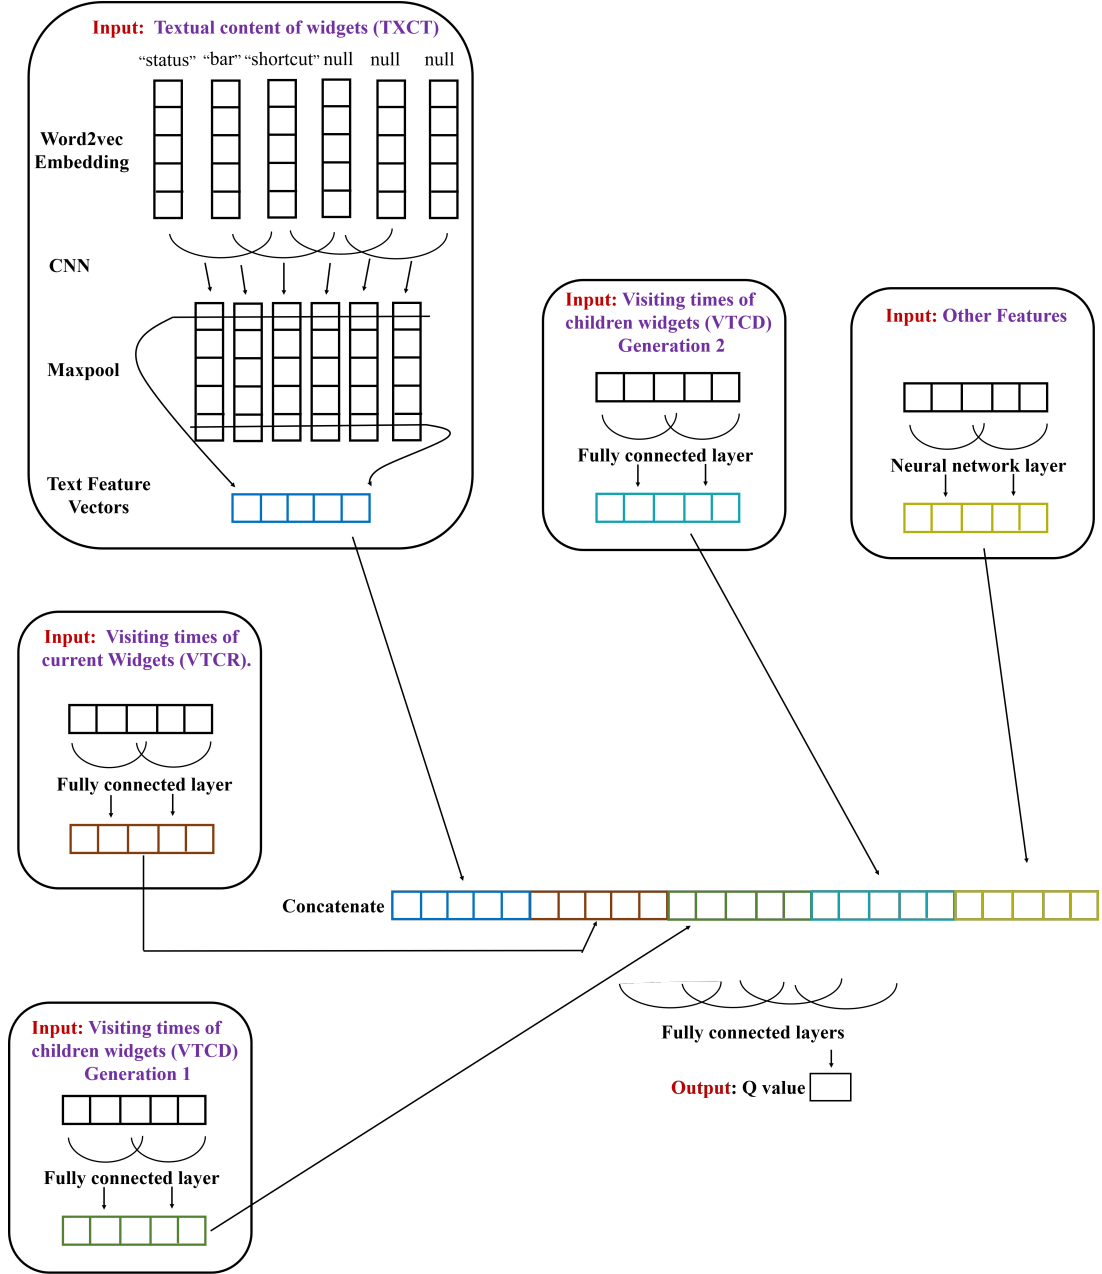 Input: Textual content of widgets (TXCT)
“status” “bar” “shortcut” null null null
Word2vec
Embedding
CNN
Maxpool
Text Feature
Vectors
Input: Visiting times of
children widgets (VTCD)
Generation 2
Fully connected layer
Input: Other Features
Neural network layer
Input: Visiting times of
current Widgets (VTCR).
Fully connected layer
Concatenate
Input: Visiting times of
children widgets (VTCD)
Generation 1
Fully connected layer
Fully connected layers
Output: Q value